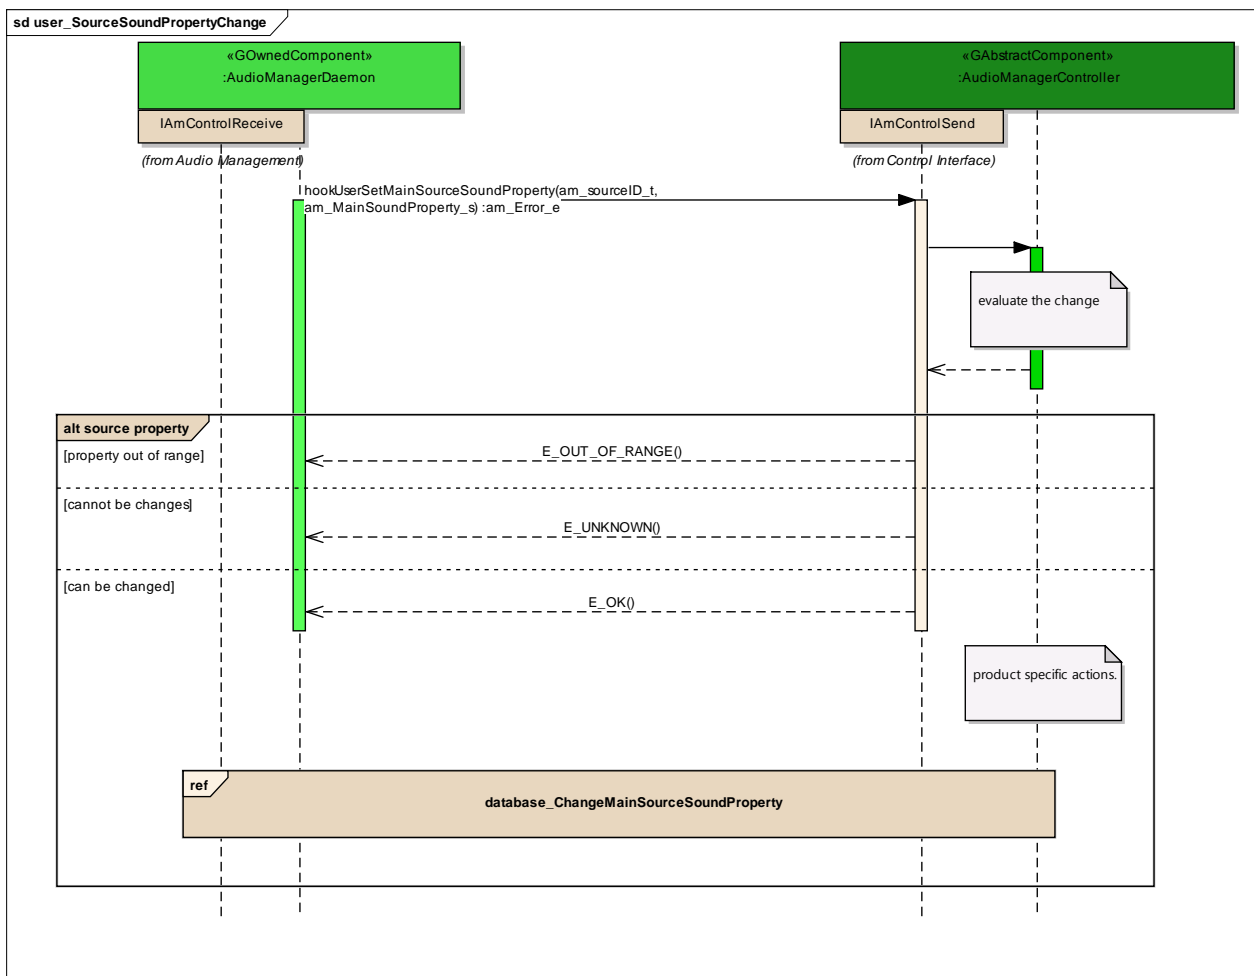 sd user_SourceSoundPropertyChange
«GOwnedComponent»
:AudioManagerDaemon
«GAbstractComponent»
:AudioManagerController
IAmControlReceive
IAmControlSend
(from Audio Management)
(from Control Interface)
hookUserSetMainSourceSoundProperty(am_sourceID_t,
am_MainSoundProperty_s) :am_Error_e
evaluate the change
alt source property
[property out of range]
E_OUT_OF_RANGE()
[cannot be changes]
E_UNKNOWN()
[can be changed]
E_OK()
product specific actions.
ref
database_ChangeMainSourceSoundProperty